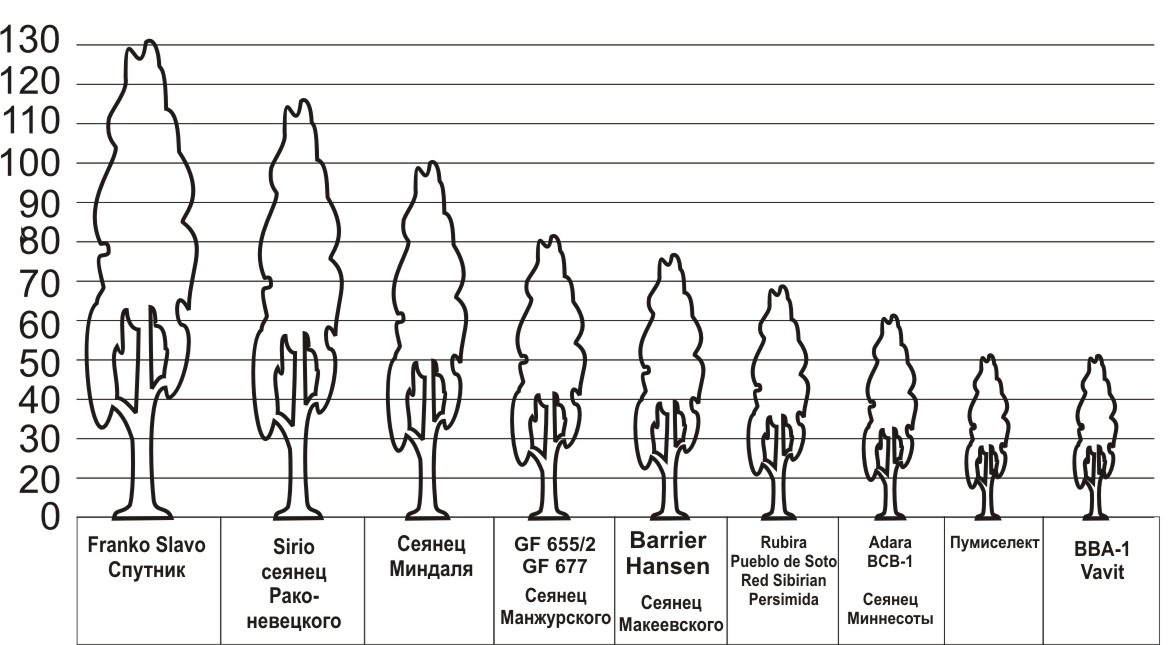 130
120
110
100
90
80
70
60
50
40
30
20
0
Franko Slavo
Спутник
Sirio
сеянец
Рако-
невецкого
Сеянец
Миндаля
GF 655/2
GF 677
Сеянец
Манжурского
Barrier
Hansen
Сеянец
Макеевского
Rubira
Pueblo de Soto
Red Sibirian
Persimida
Adara
ВСВ-1
Сеянец
Миннесоты
Пумиселект
ВВА-1
Vavit